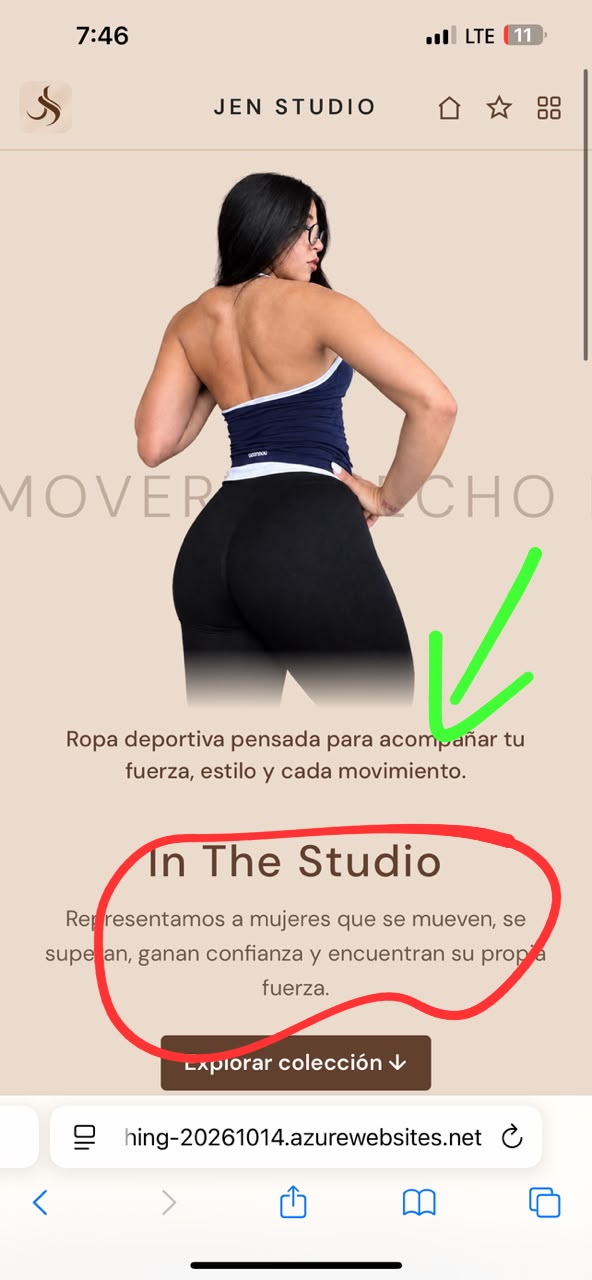 7:46
LTE 11
JEN STUDIO
MOVER ECHO
Ropa deportiva pensada para acompañar tu
fuerza, estilo y cada movimiento.
In The Studio
Representamos a mujeres que se mueven, se
superan, ganan confianza y encuentran su propia
fuerza.
Explorar colección ↓
hing-20261014.azurewebsites.net